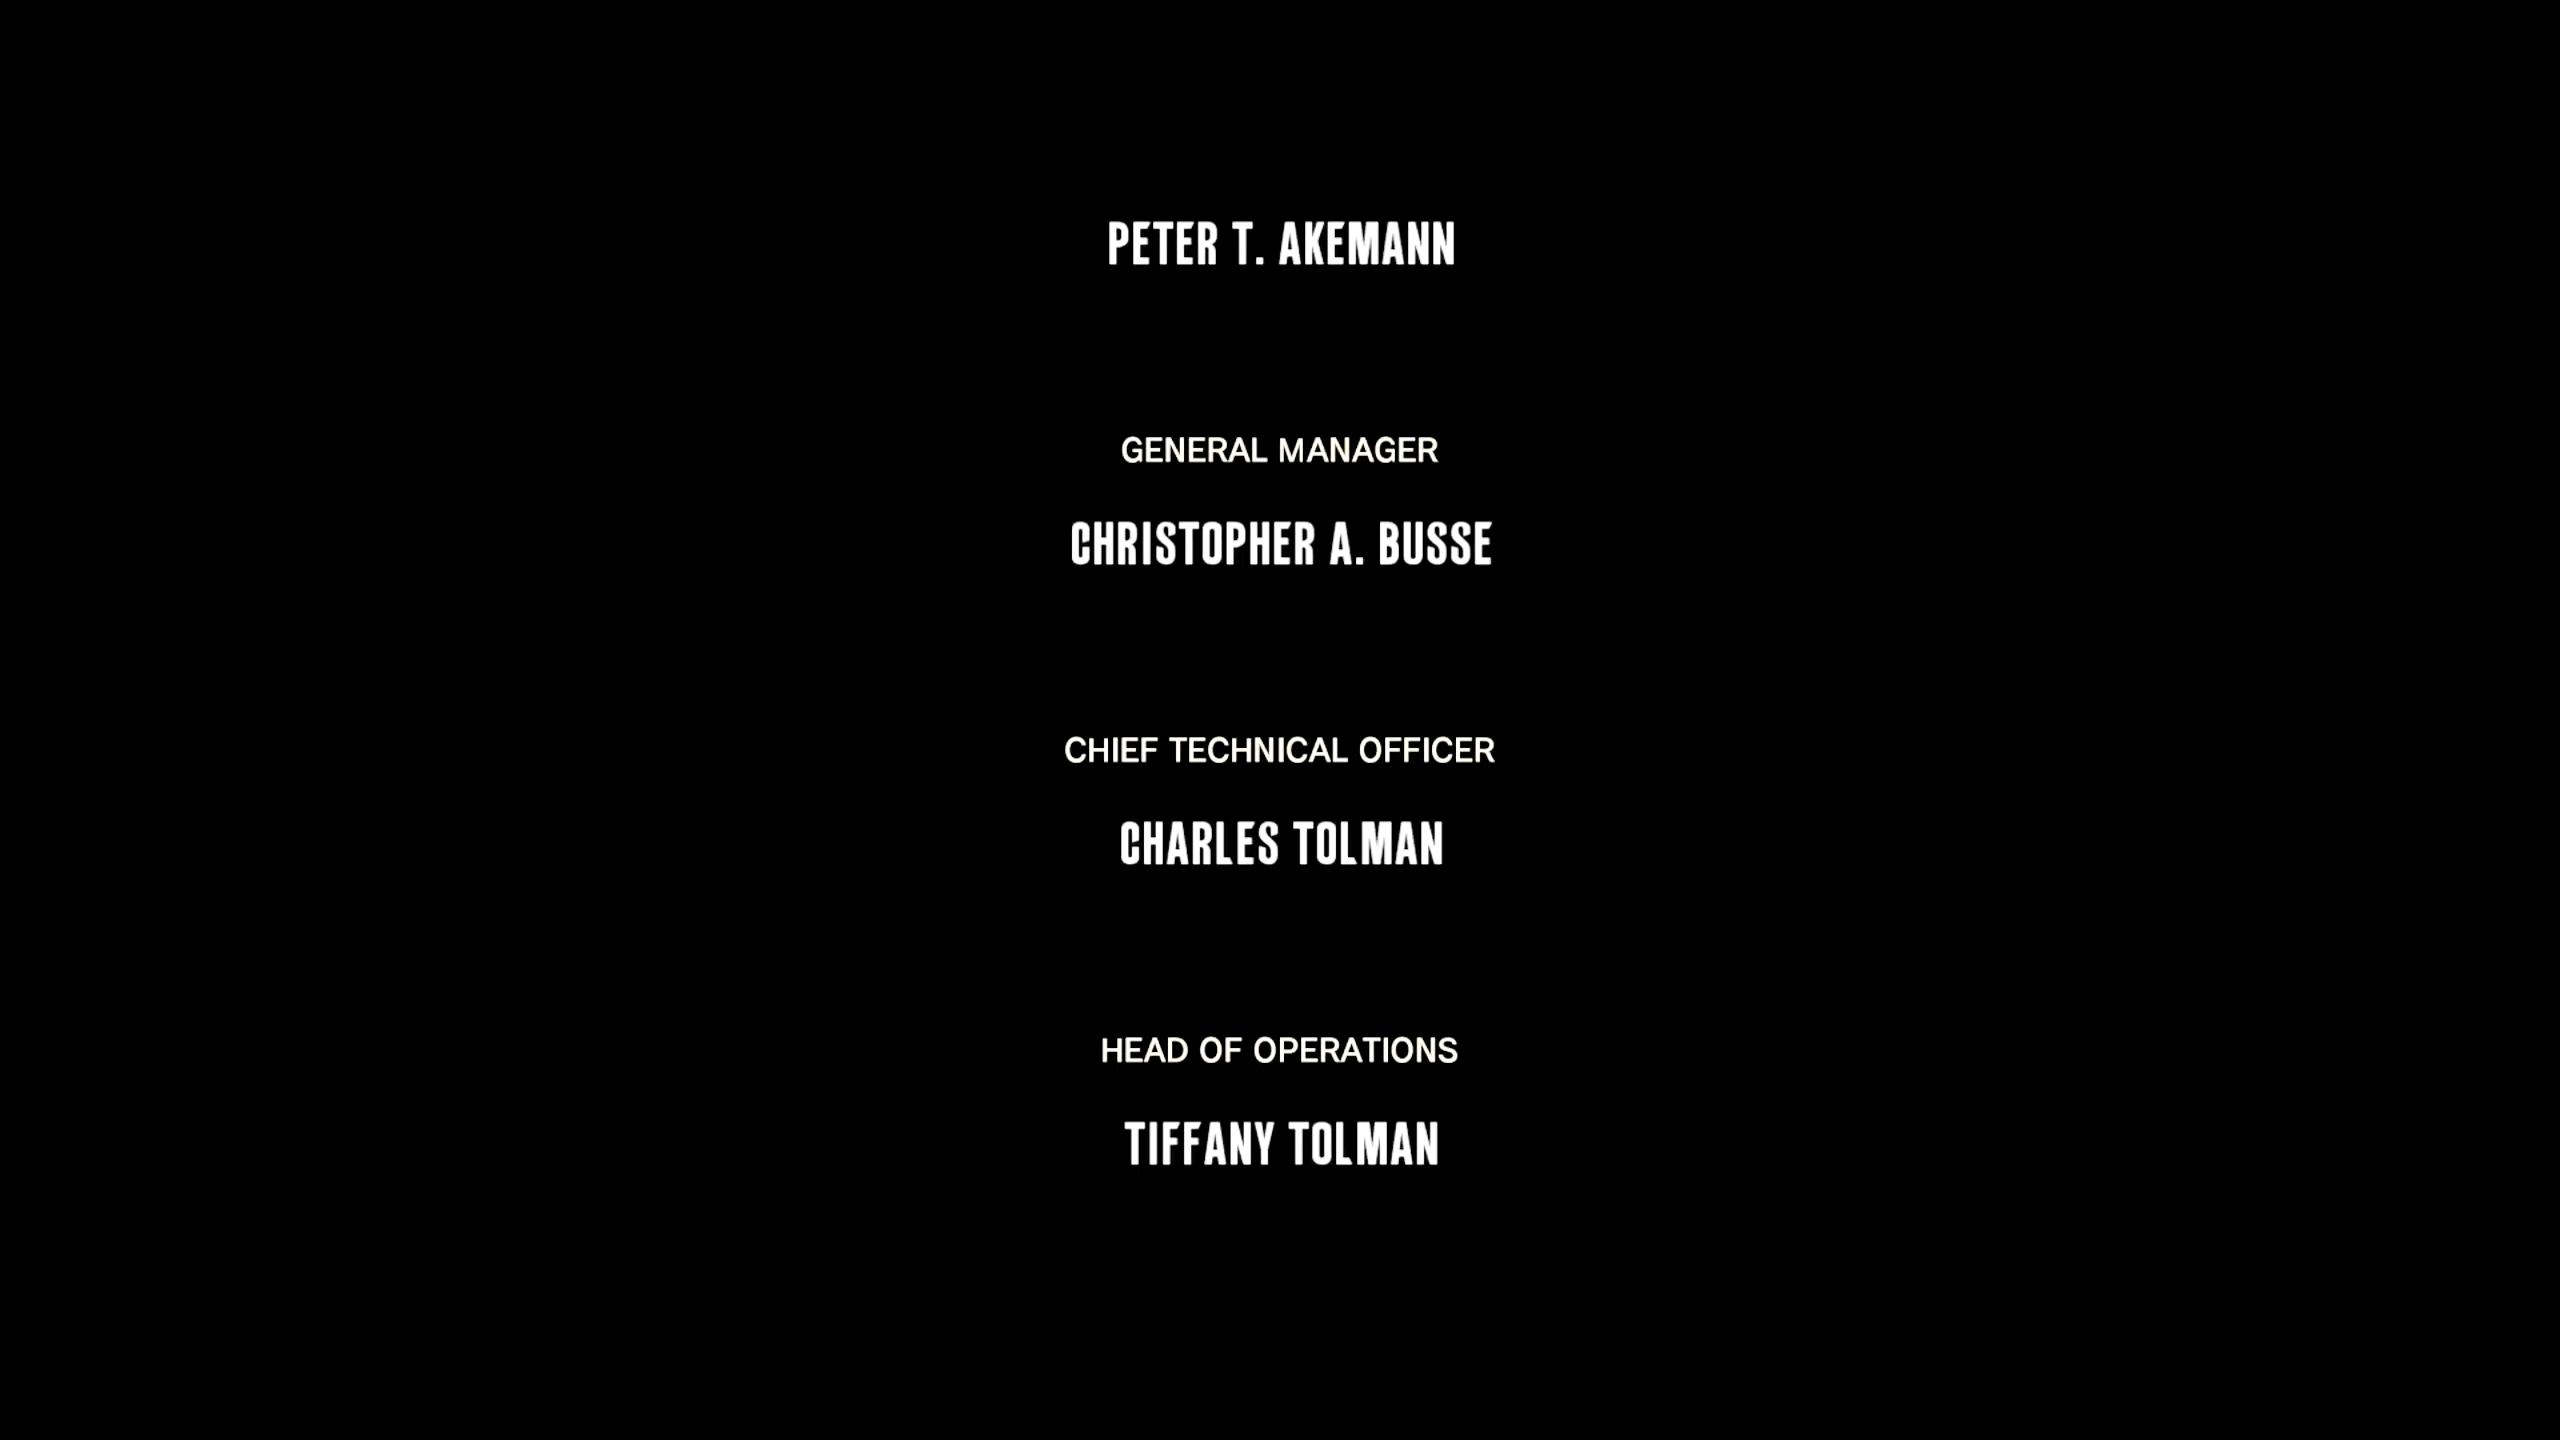 PETER T. AKEMANN
GENERAL MANAGER
CHRISTOPHER A. BUSSE
CHIEF TECHNICAL OFFICER
CHARLES TOLMAN
HEAD OF OPERATIONS
TIFFANY TOLMAN